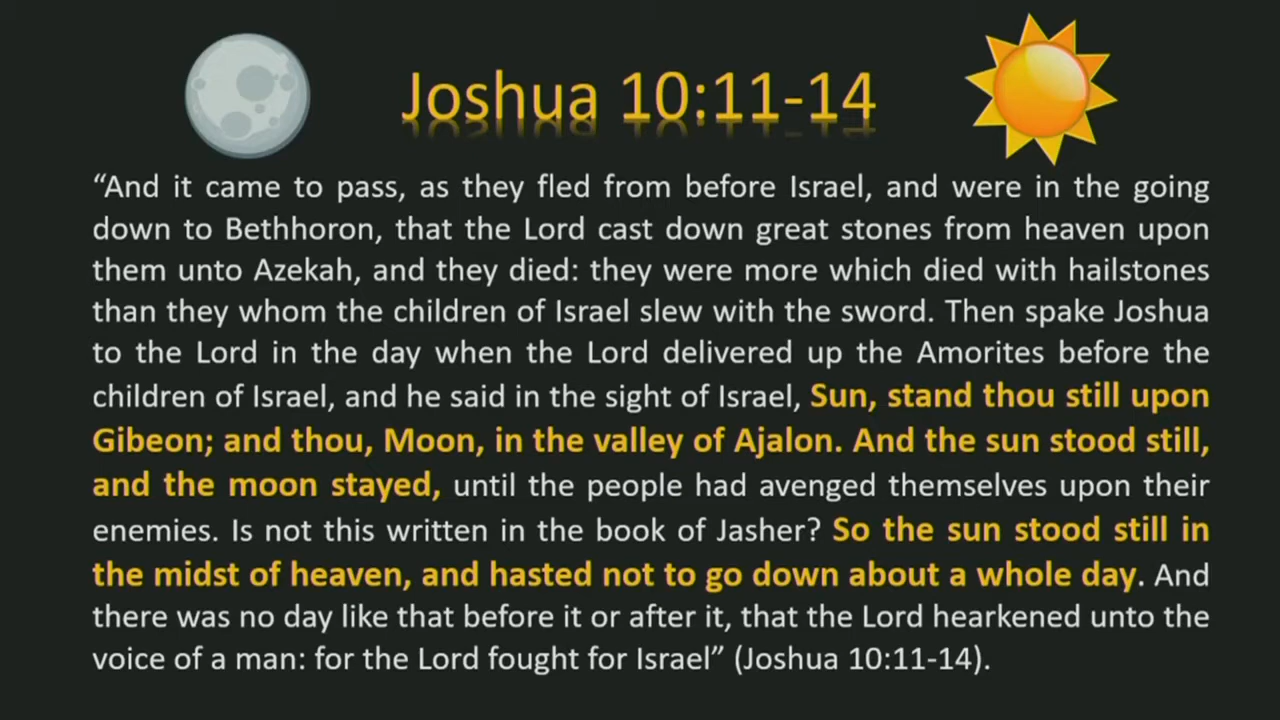 Joshua 10:11-14
“And it came to pass, as they fled from before Israel, and were in the going
down to Bethhoron, that the Lord cast down great stones from heaven upon
them unto Azekah, and they died: they were more which died with hailstones
than they whom the children of Israel slew with the sword. Then spake Joshua
to the Lord in the day when the Lord delivered up the Amorites before the
children of Israel, and he said in the sight of Israel, Sun, stand thou still upon
Gibeon; and thou, Moon, in the valley of Ajalon. And the sun stood still,
and the moon stayed, until the people had avenged themselves upon their
enemies. Is not this written in the book of Jasher? So the sun stood still in
the midst of heaven, and hasted not to go down about a whole day. And
there was no day like that before it or after it, that the Lord hearkened unto the
voice of a man: for the Lord fought for Israel” (Joshua 10:11-14).